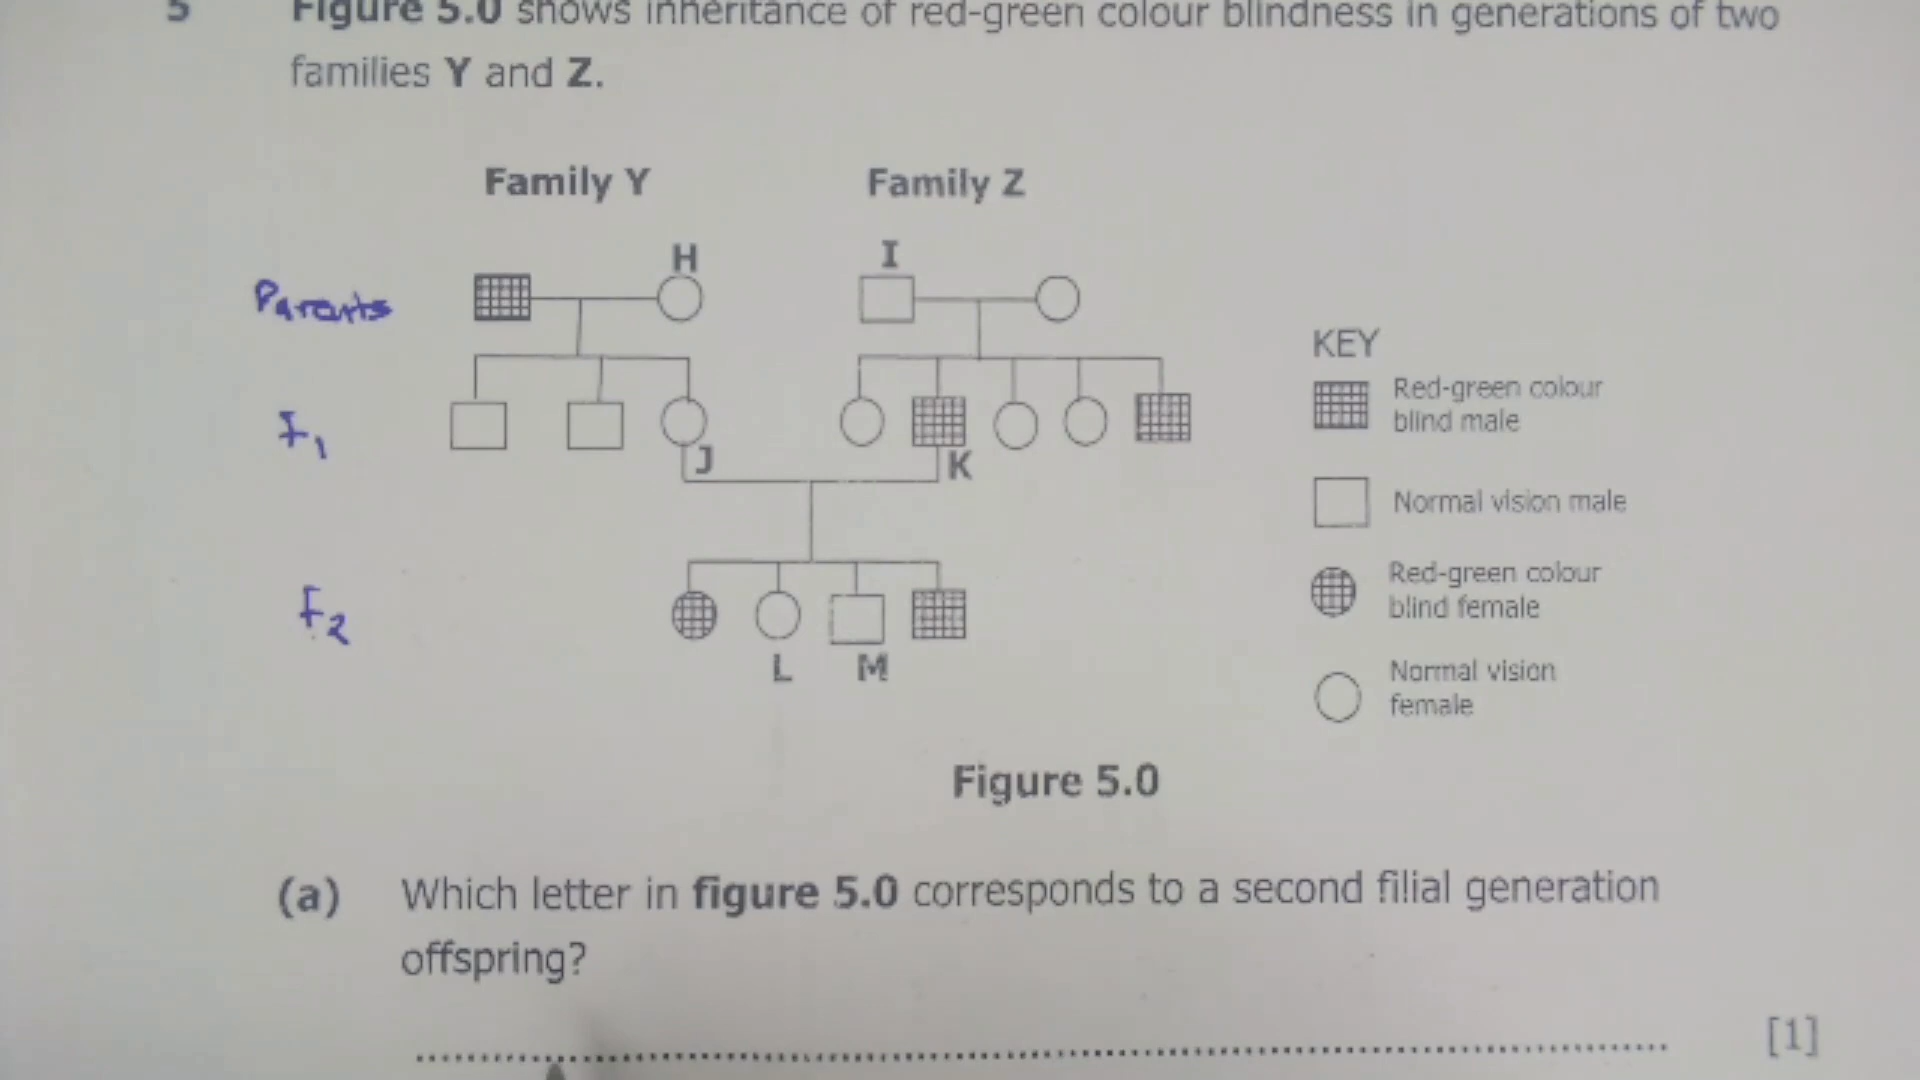 5 Figure 5.0 shows inheritance of red-green colour blindness in generations of two
families Y and Z.
Family Y Family Z
H I
Parents
KEY
Red-green colour
blind male
F1
J K
Normal vision male
Red-green colour
blind female
F2
L M
Normal vision
female
Figure 5.0
(a) Which letter in figure 5.0 corresponds to a second filial generation
offspring?
[1]